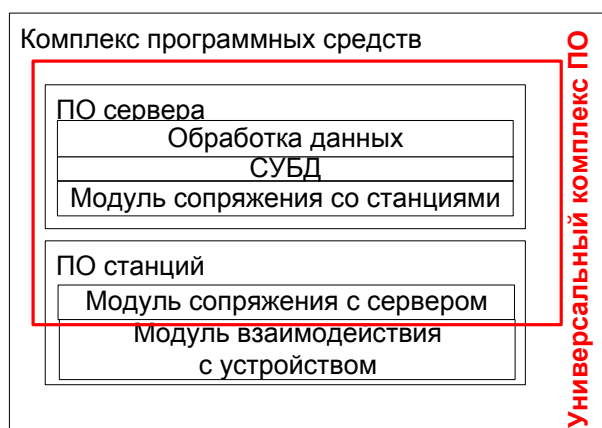 Комплекс программных средств
ПО сервера
Обработка данных
СУБД
Модуль сопряжения со станциями
ПО станций
Модуль сопряжения с сервером
Модуль взаимодействия
с устройством
Универсальный комплекс ПО